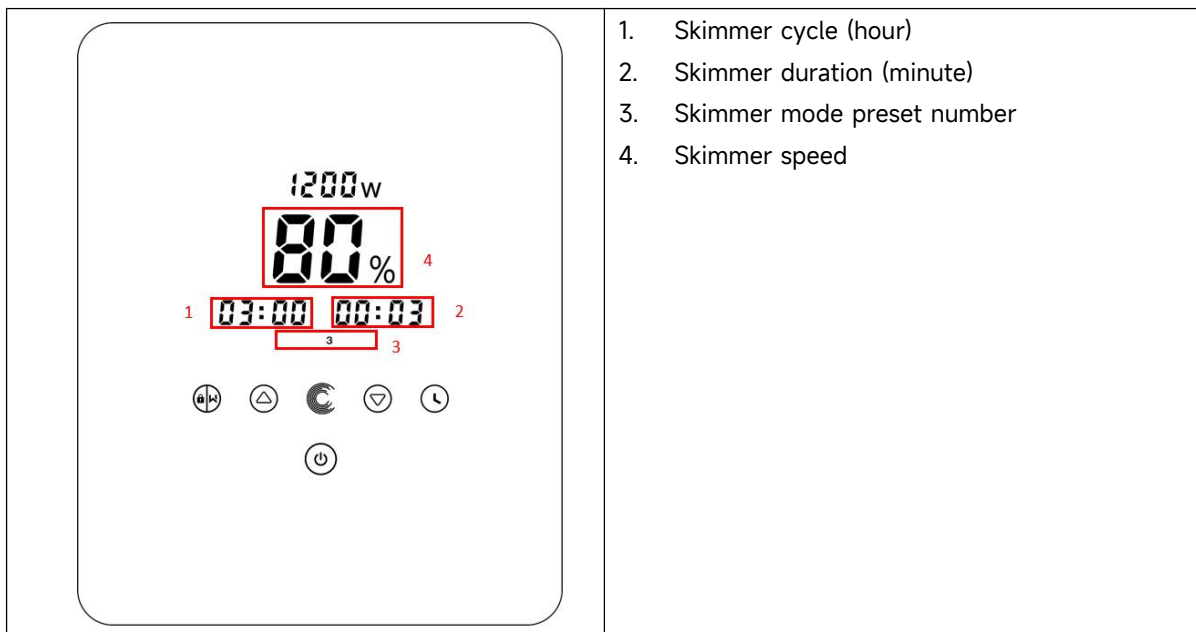 1200w
80%
4
1
03:00
00:03
2
3
3
1. Skimmer cycle (hour)
2. Skimmer duration (minute)
3. Skimmer mode preset number
4. Skimmer speed